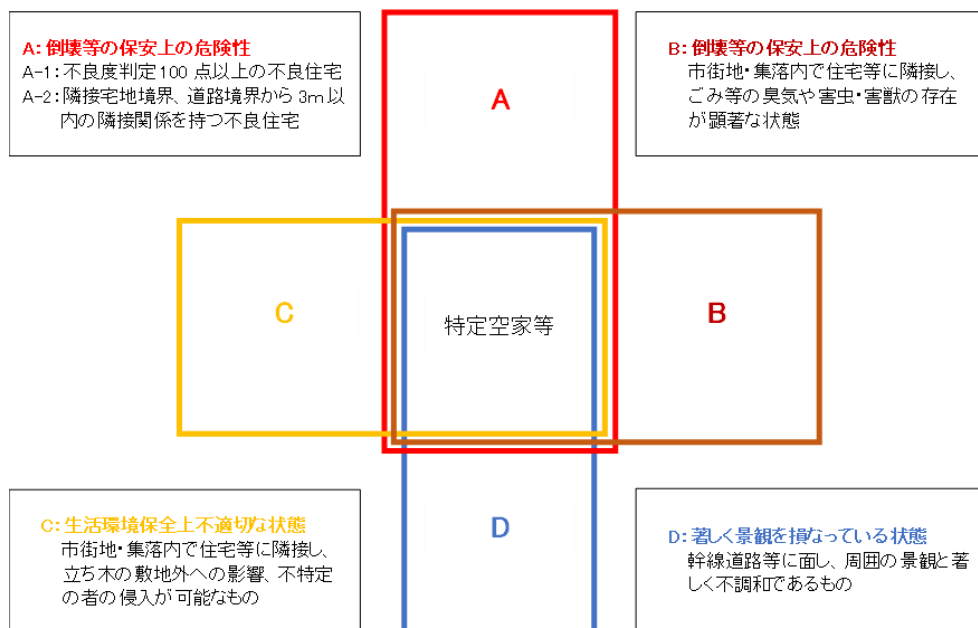 A：倒壊等の保安上の危険性
A-1：不良度判定100点以上の不良住宅
A-2：隣接宅地境界、道路境界から3m以
内の隣接関係を持つ不良住宅
A
B：倒壊等の保安上の危険性
市街地・集落内で住宅等に隣接し、
ごみ等の臭気や害虫・害獣の存在
が顕著な状態
C
特定空家等
B
C：生活環境保全上不適切な状態
市街地・集落内で住宅等に隣接し、
立ち木の敷地外への影響、不特定
の者の侵入が可能なもの
D
D：著しく景観を損なっている状態
幹線道路等に面し、周囲の景観と著
しく不調和であるもの